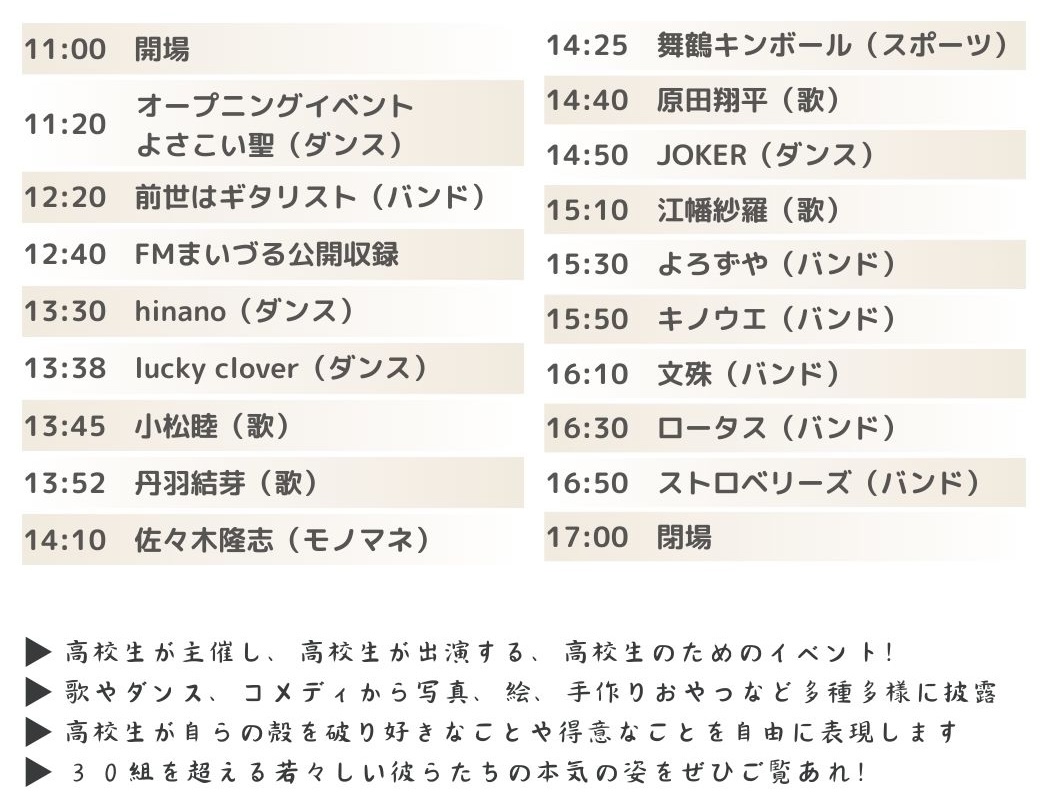 11:00 開場
11:20 オープニングイベント
よさこい聖（ダンス）
12:20 前世はギタリスト（バンド）
12:40 FMまいづる公開収録
13:30 hinano（ダンス）
13:38 lucky clover（ダンス）
13:45 小松睦（歌）
13:52 丹羽結芽（歌）
14:10 佐々木隆志（モノマネ）
14:25 舞鶴キンボール（スポーツ）
14:40 原田翔平（歌）
14:50 JOKER（ダンス）
15:10 江幡紗羅（歌）
15:30 よろずや（バンド）
15:50 キノウエ（バンド）
16:10 文殊（バンド）
16:30 ロータス（バンド）
16:50 ストロベリーズ（バンド）
17:00 閉場
▶ 高校生が主催し、高校生が出演する、高校生のためのイベント！
▶ 歌やダンス、コメディから写真、絵、手作りおやつなど多種多様に披露
▶ 高校生が自らの殻を破り好きなことや得意なことを自由に表現します
▶ ３０組を超える若々しい彼らたちの本気の姿をぜひご覧あれ！